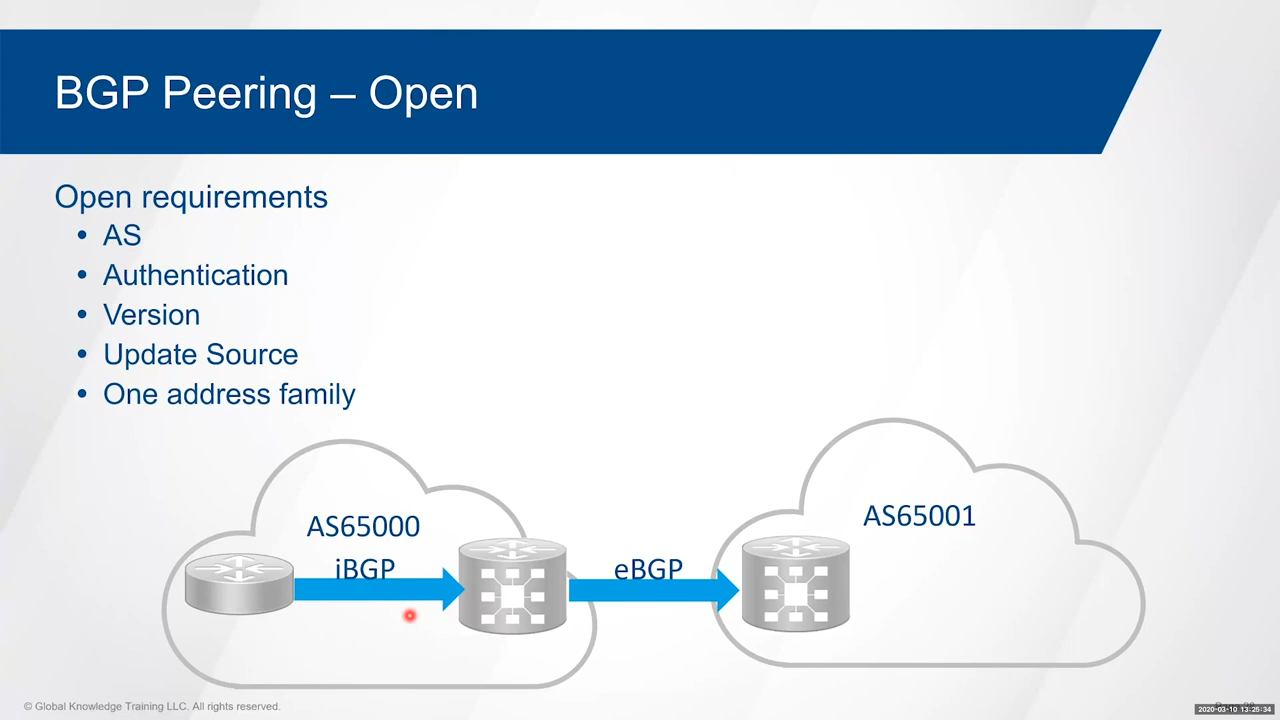 BGP Peering – Open
Open requirements
• AS
• Authentication
• Version
• Update Source
• One address family
AS65000
iBGP
eBGP
AS65001
© Global Knowledge Training LLC. All rights reserved.
2020-03-10 13:25:34